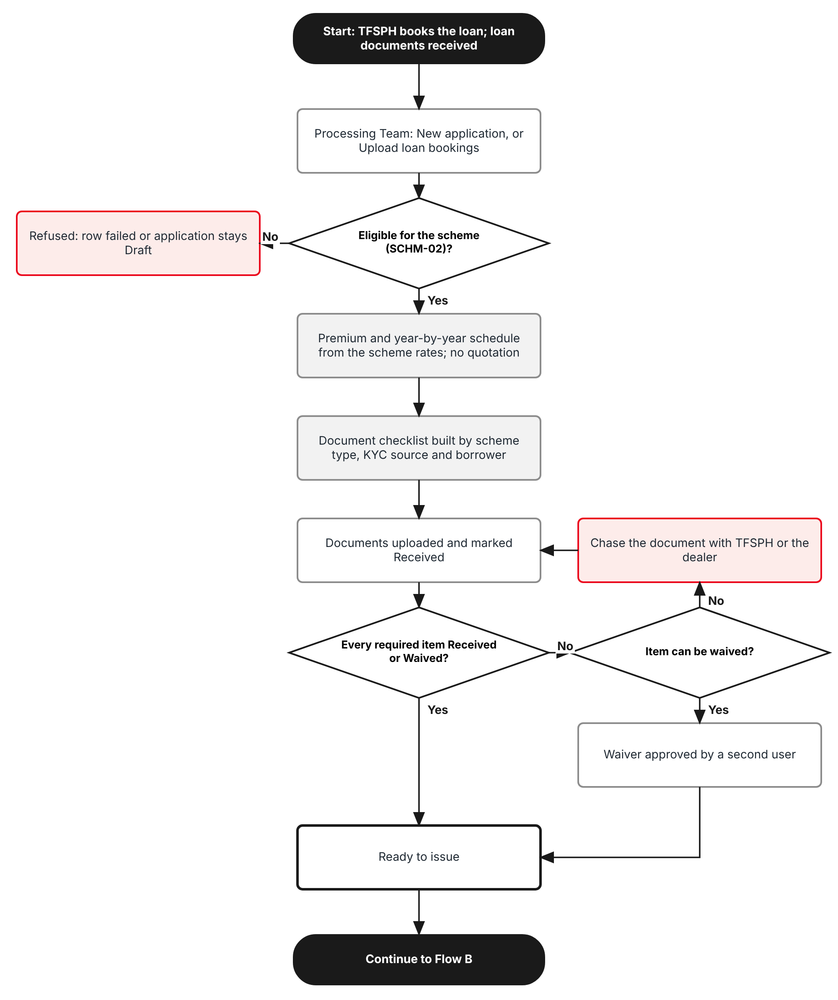 Start: TFSPH books the loan; loan
documents received
Processing Team: New application, or
Upload loan bookings
Eligible for the scheme
(SCHM-02)?
No
Refused: row failed or application stays
Draft
Yes
Premium and year-by-year schedule
from the scheme rates; no quotation
Document checklist built by scheme
type, KYC source and borrower
Documents uploaded and marked
Received
Chase the document with TFSPH or the
dealer
No
Every required item Received
or Waived?
No
Item can be waived?
Yes
Yes
Waiver approved by a second user
Ready to issue
Continue to Flow B